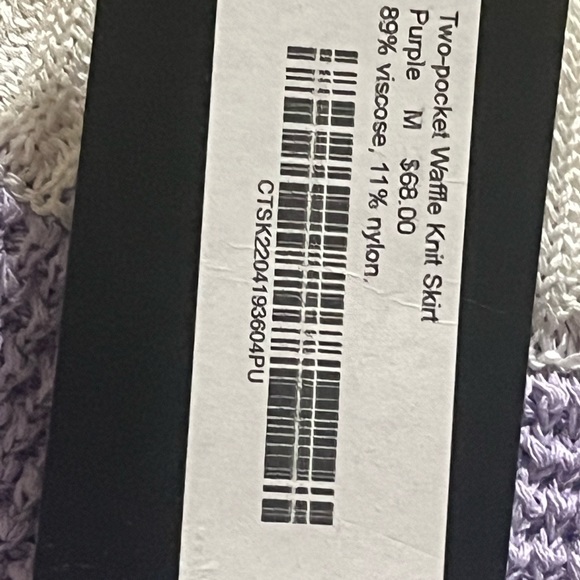 Two-pocket Waffle Knit Skirt
Purple M $68.00
89% viscose, 11% nylon,
CTSK2204193604PU